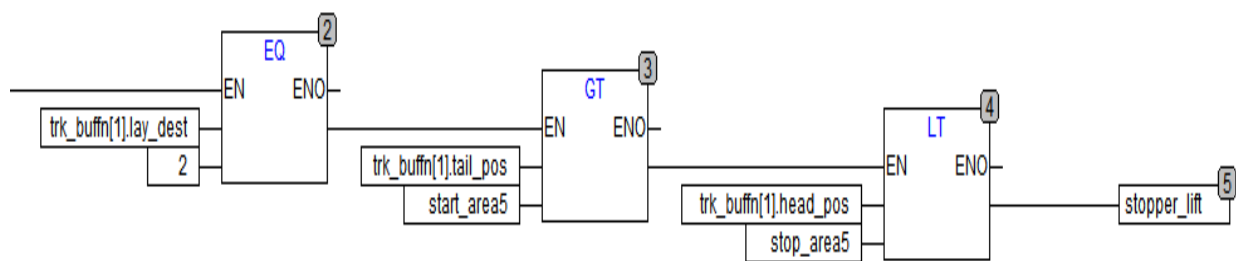 2
EQ
EN ENO
trk_buffn[1].lay_dest
2
3
GT
EN ENO
trk_buffn[1].tail_pos
start_area5
4
LT
EN ENO
trk_buffn[1].head_pos
stop_area5
5
stopper_lift